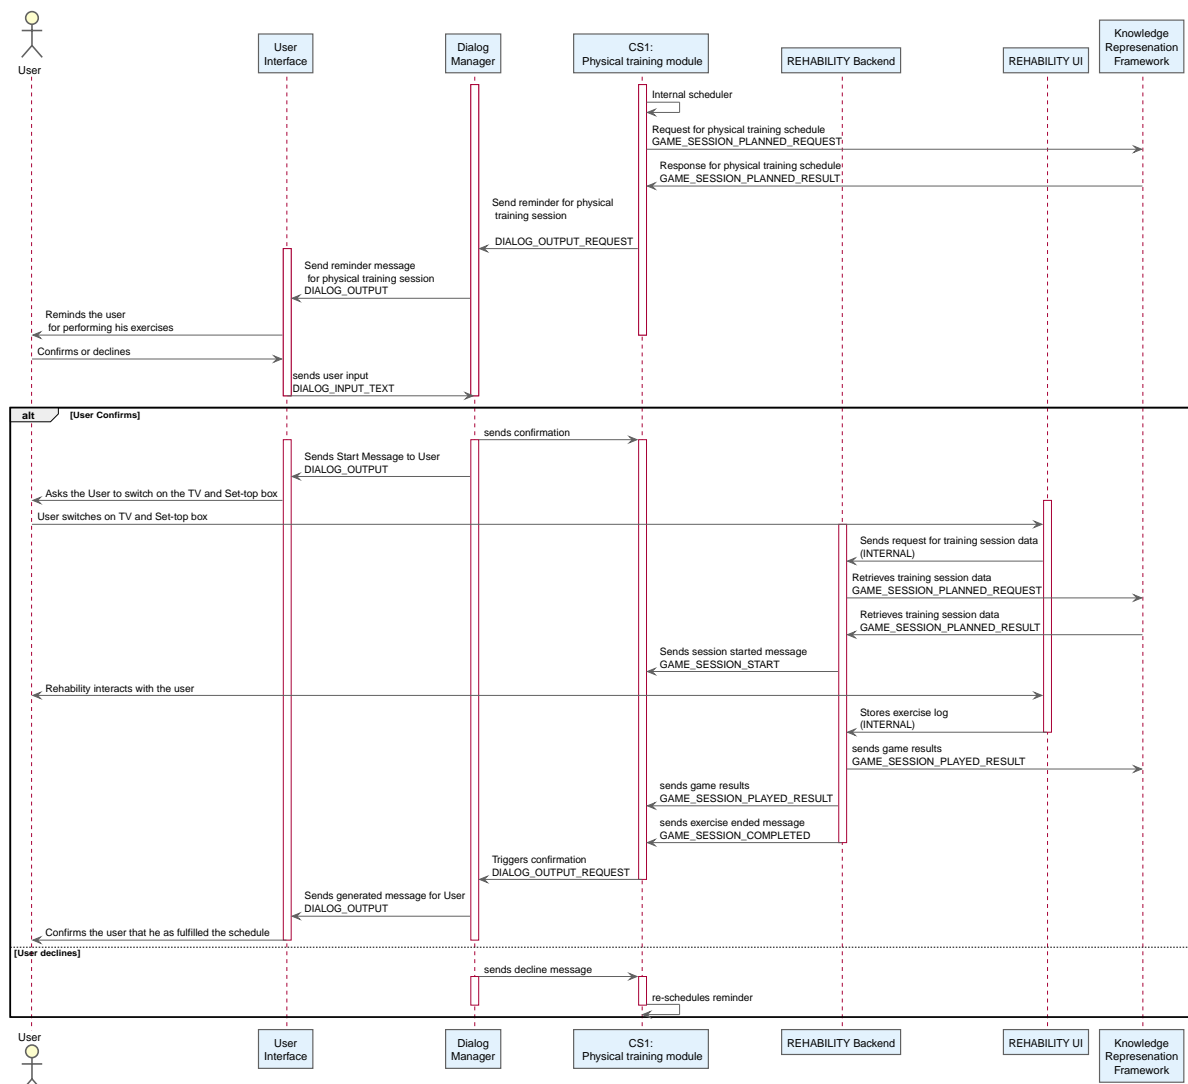 User
User
Interface
Dialog
Manager
CS1:
Physical training module
REHABILITY Backend
REHABILITY UI
Knowledge
Represenation
Framework
Internal scheduler
Request for physical training schedule
GAME_SESSION_PLANNED_REQUEST
Response for physical training schedule
GAME_SESSION_PLANNED_RESULT
Send reminder for physical
training session
DIALOG_OUTPUT_REQUEST
Send reminder message
for physical training session
DIALOG_OUTPUT
Reminds the user
for performing his exercises
Confirms or declines
sends user input
DIALOG_INPUT_TEXT
alt
[User Confirms]
sends confirmation
Sends Start Message to User
DIALOG_OUTPUT
Asks the User to switch on the TV and Set-top box
User switches on TV and Set-top box
Sends request for training session data
(INTERNAL)
Retrieves training session data
GAME_SESSION_PLANNED_REQUEST
Retrieves training session data
GAME_SESSION_PLANNED_RESULT
Sends session started message
GAME_SESSION_START
Rehability interacts with the user
Stores exercise log
(INTERNAL)
sends game results
GAME_SESSION_PLAYED_RESULT
sends game results
GAME_SESSION_PLAYED_RESULT
sends exercise ended message
GAME_SESSION_COMPLETED
Triggers confirmation
DIALOG_OUTPUT_REQUEST
Sends generated message for User
DIALOG_OUTPUT
Confirms the user that he as fulfilled the schedule
[User declines]
sends decline message
re-schedules reminder
User
User
Interface
Dialog
Manager
CS1:
Physical training module
REHABILITY Backend
REHABILITY UI
Knowledge
Represenation
Framework